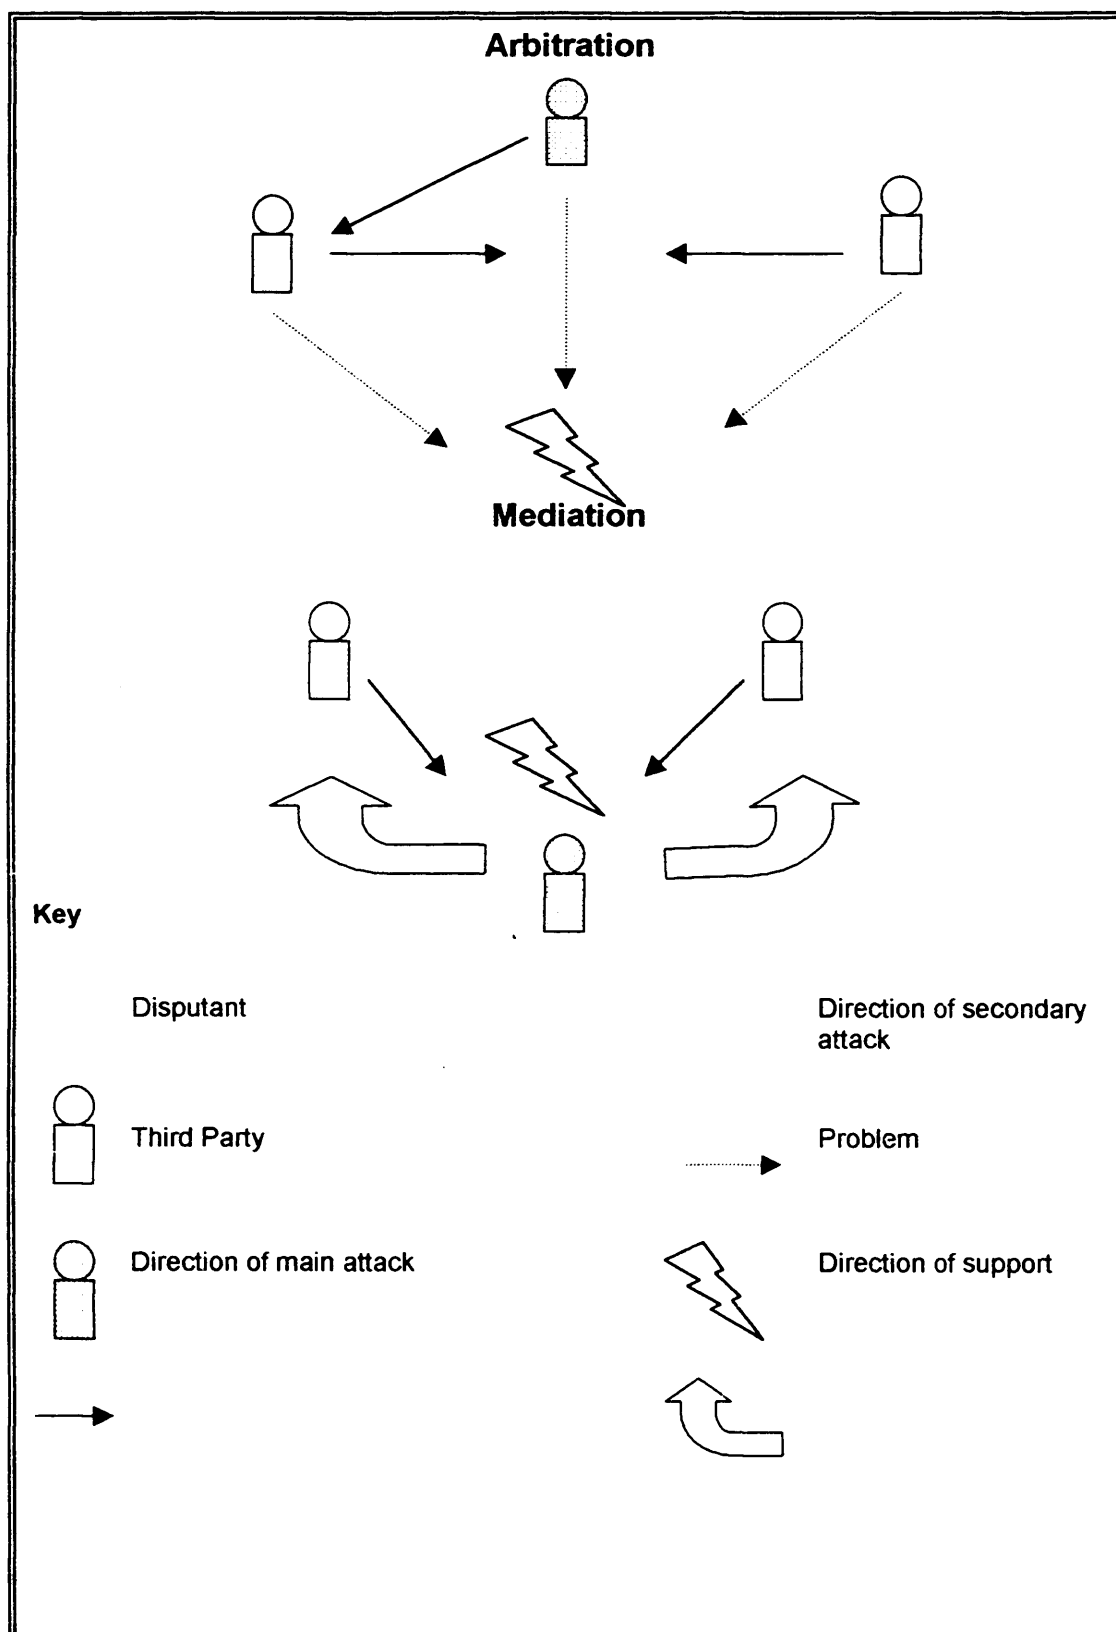 Arbitration
Mediation
Key
Disputant
Direction of secondary
attack
Third Party
Problem
Direction of main attack
Direction of support